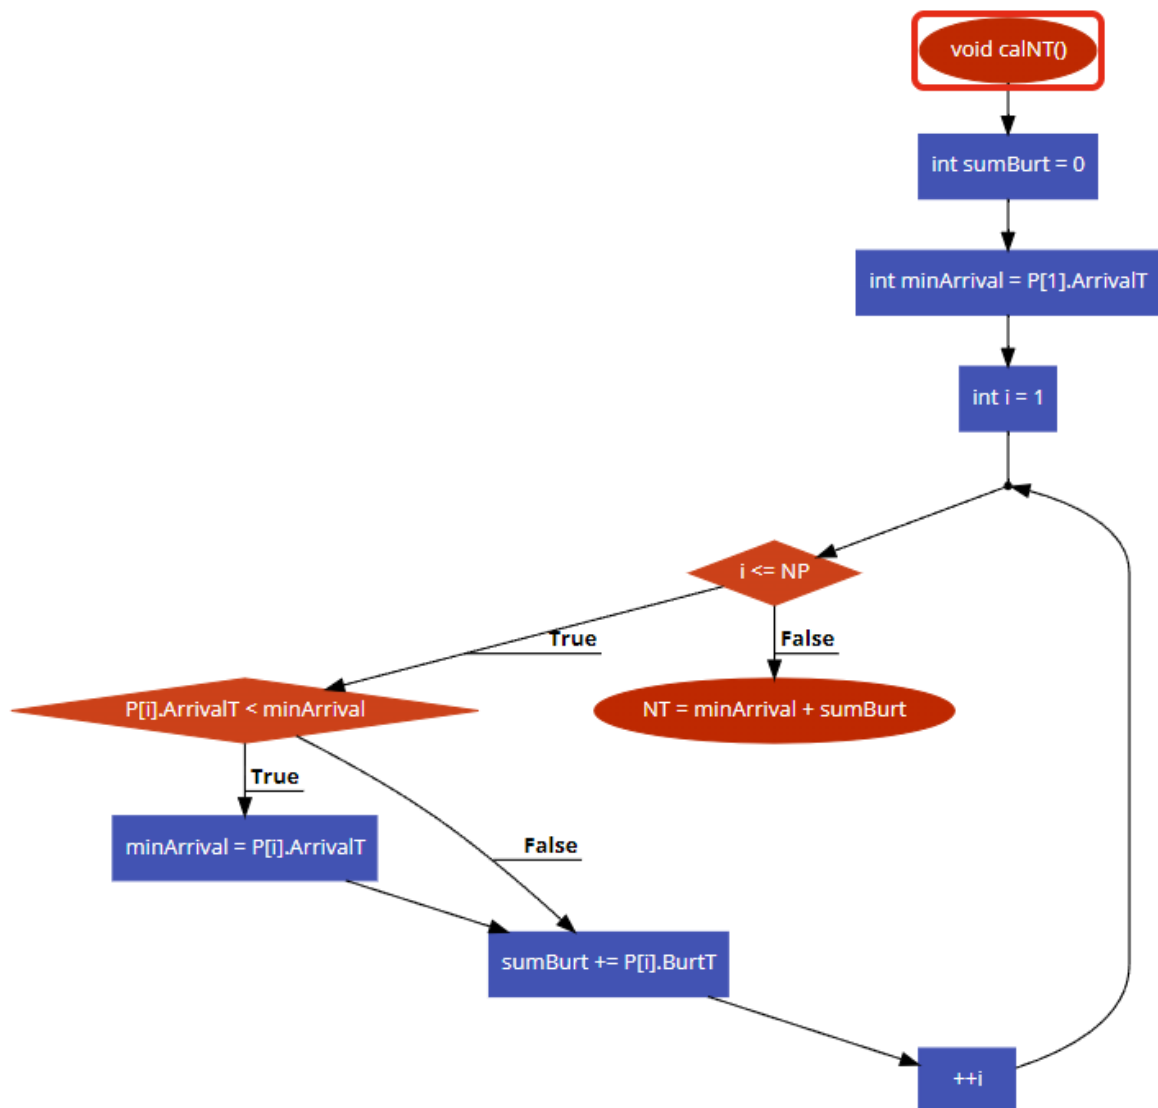 void calNT()
int sumBurt = 0
int minArrival = P[1].ArrivalT
int i = 1
i <= NP
True
False
P[i].ArrivalT < minArrival
NT = minArrival + sumBurt
True
False
minArrival = P[i].ArrivalT
sumBurt += P[i].BurtT
++i